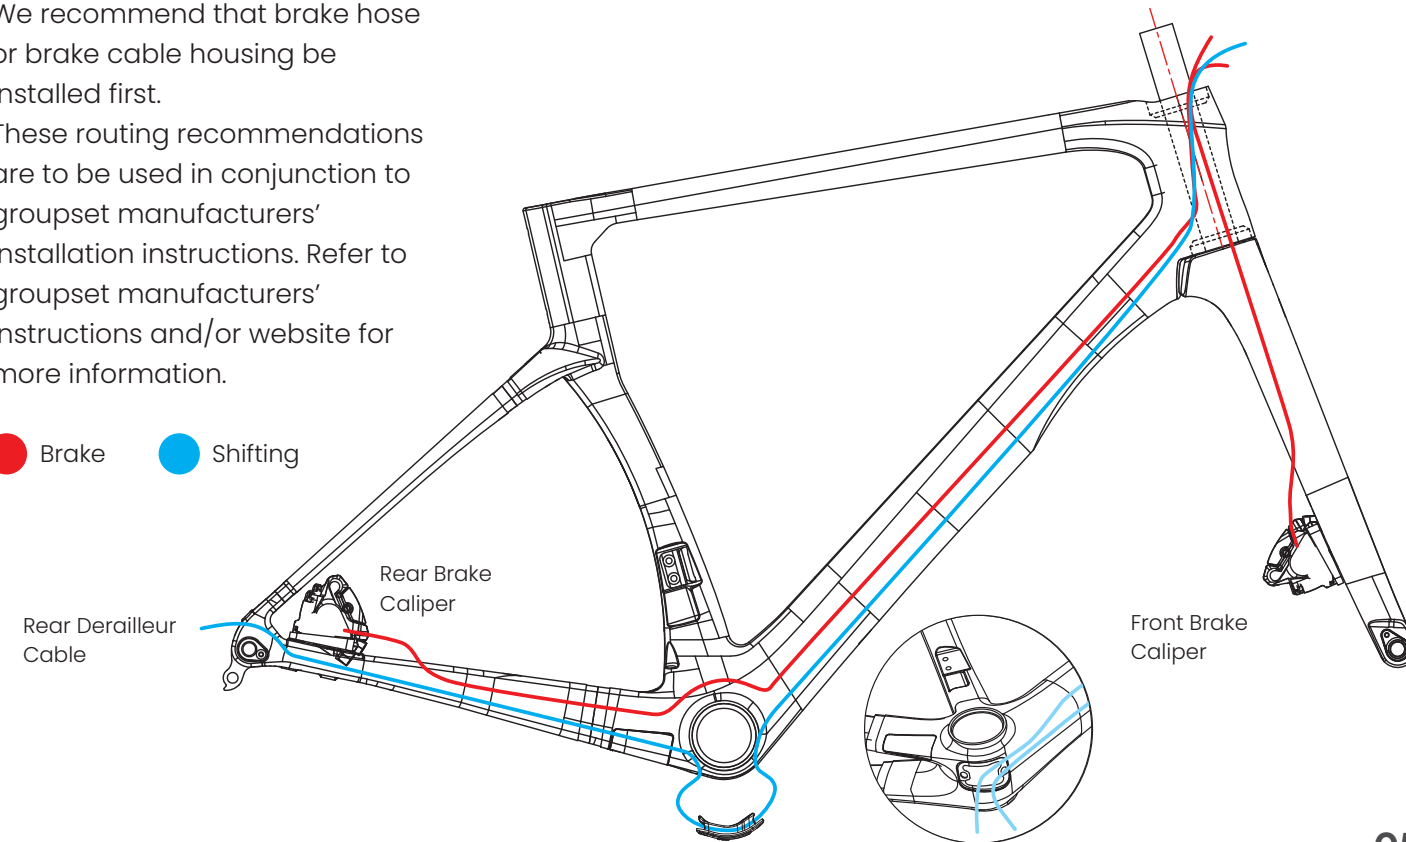 We recommend that brake hose
or brake cable housing be
installed first.
These routing recommendations
are to be used in conjunction to
groupset manufacturers’
installation instructions. Refer to
groupset manufacturers’
instructions and/or website for
more information.
Brake
Shifting
Rear Brake
Caliper
Rear Derailleur
Cable
Front Brake
Caliper